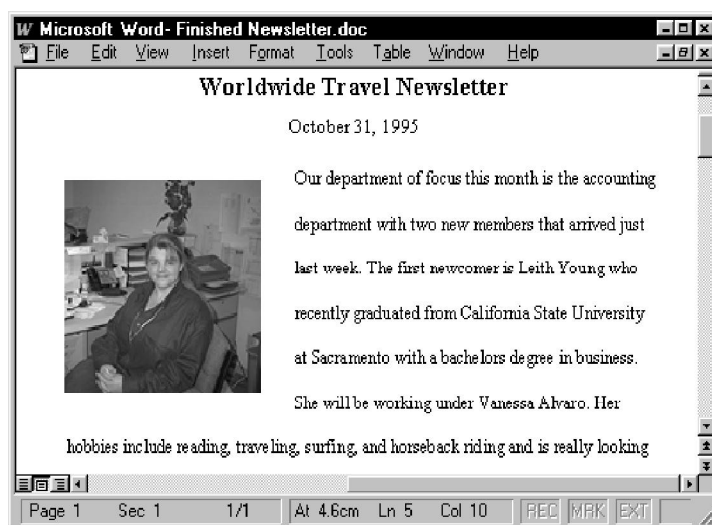 Microsoft Word- Finished Newsletter.doc
File Edit View Insert Format Tools Table Window Help
Worldwide Travel Newsletter
October 31, 1995
Our department of focus this month is the accounting
department with two new members that arrived just
last week. The first newcomer is Leith Young who
recently graduated from California State University
at Sacramento with a bachelors degree in business.
She will be working under Vanessa Alvaro. Her
hobbies include reading, traveling, surfing, and horseback riding and is really looking
Page 1 Sec 1 1/1 At 4.6cm Ln 5 Col 10 REC MRK EXT